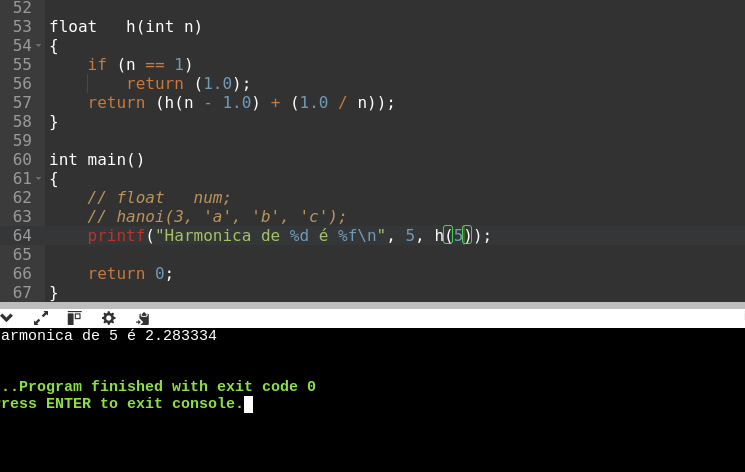 52
53 float   h(int n)
54 {
55     if (n == 1)
56         return (1.0);
57     return (h(n - 1.0) + (1.0 / n));
58 }
59
60 int main()
61 {
62     // float   num;
63     // hanoi(3, 'a', 'b', 'c');
64     printf("Harmonica de %d é %f\n", 5, h(5));
65
66     return 0;
67 }
armonica de 5 é 2.283334
..Program finished with exit code 0
ress ENTER to exit console.